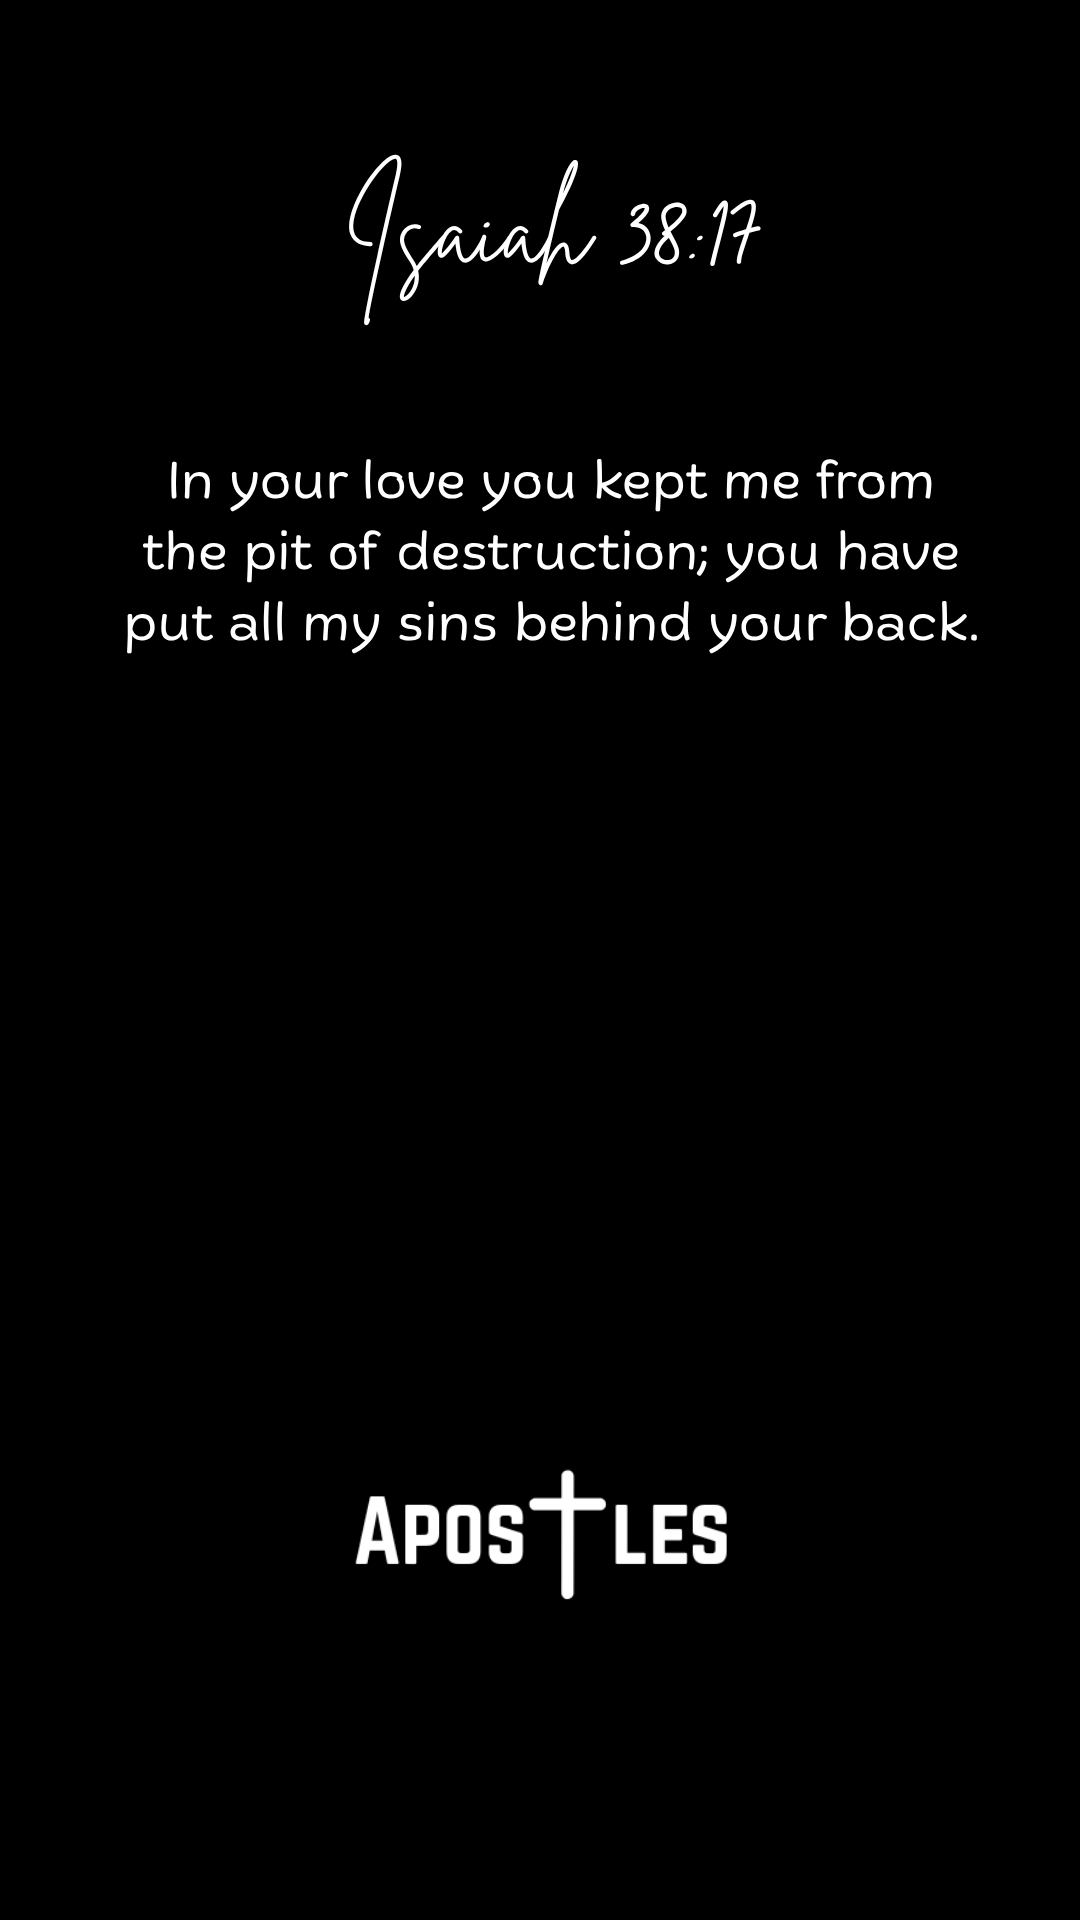 Isaiah 38:17
In your love you kept me from
the pit of destruction; you have
put all my sins behind your back.
APOSTLES